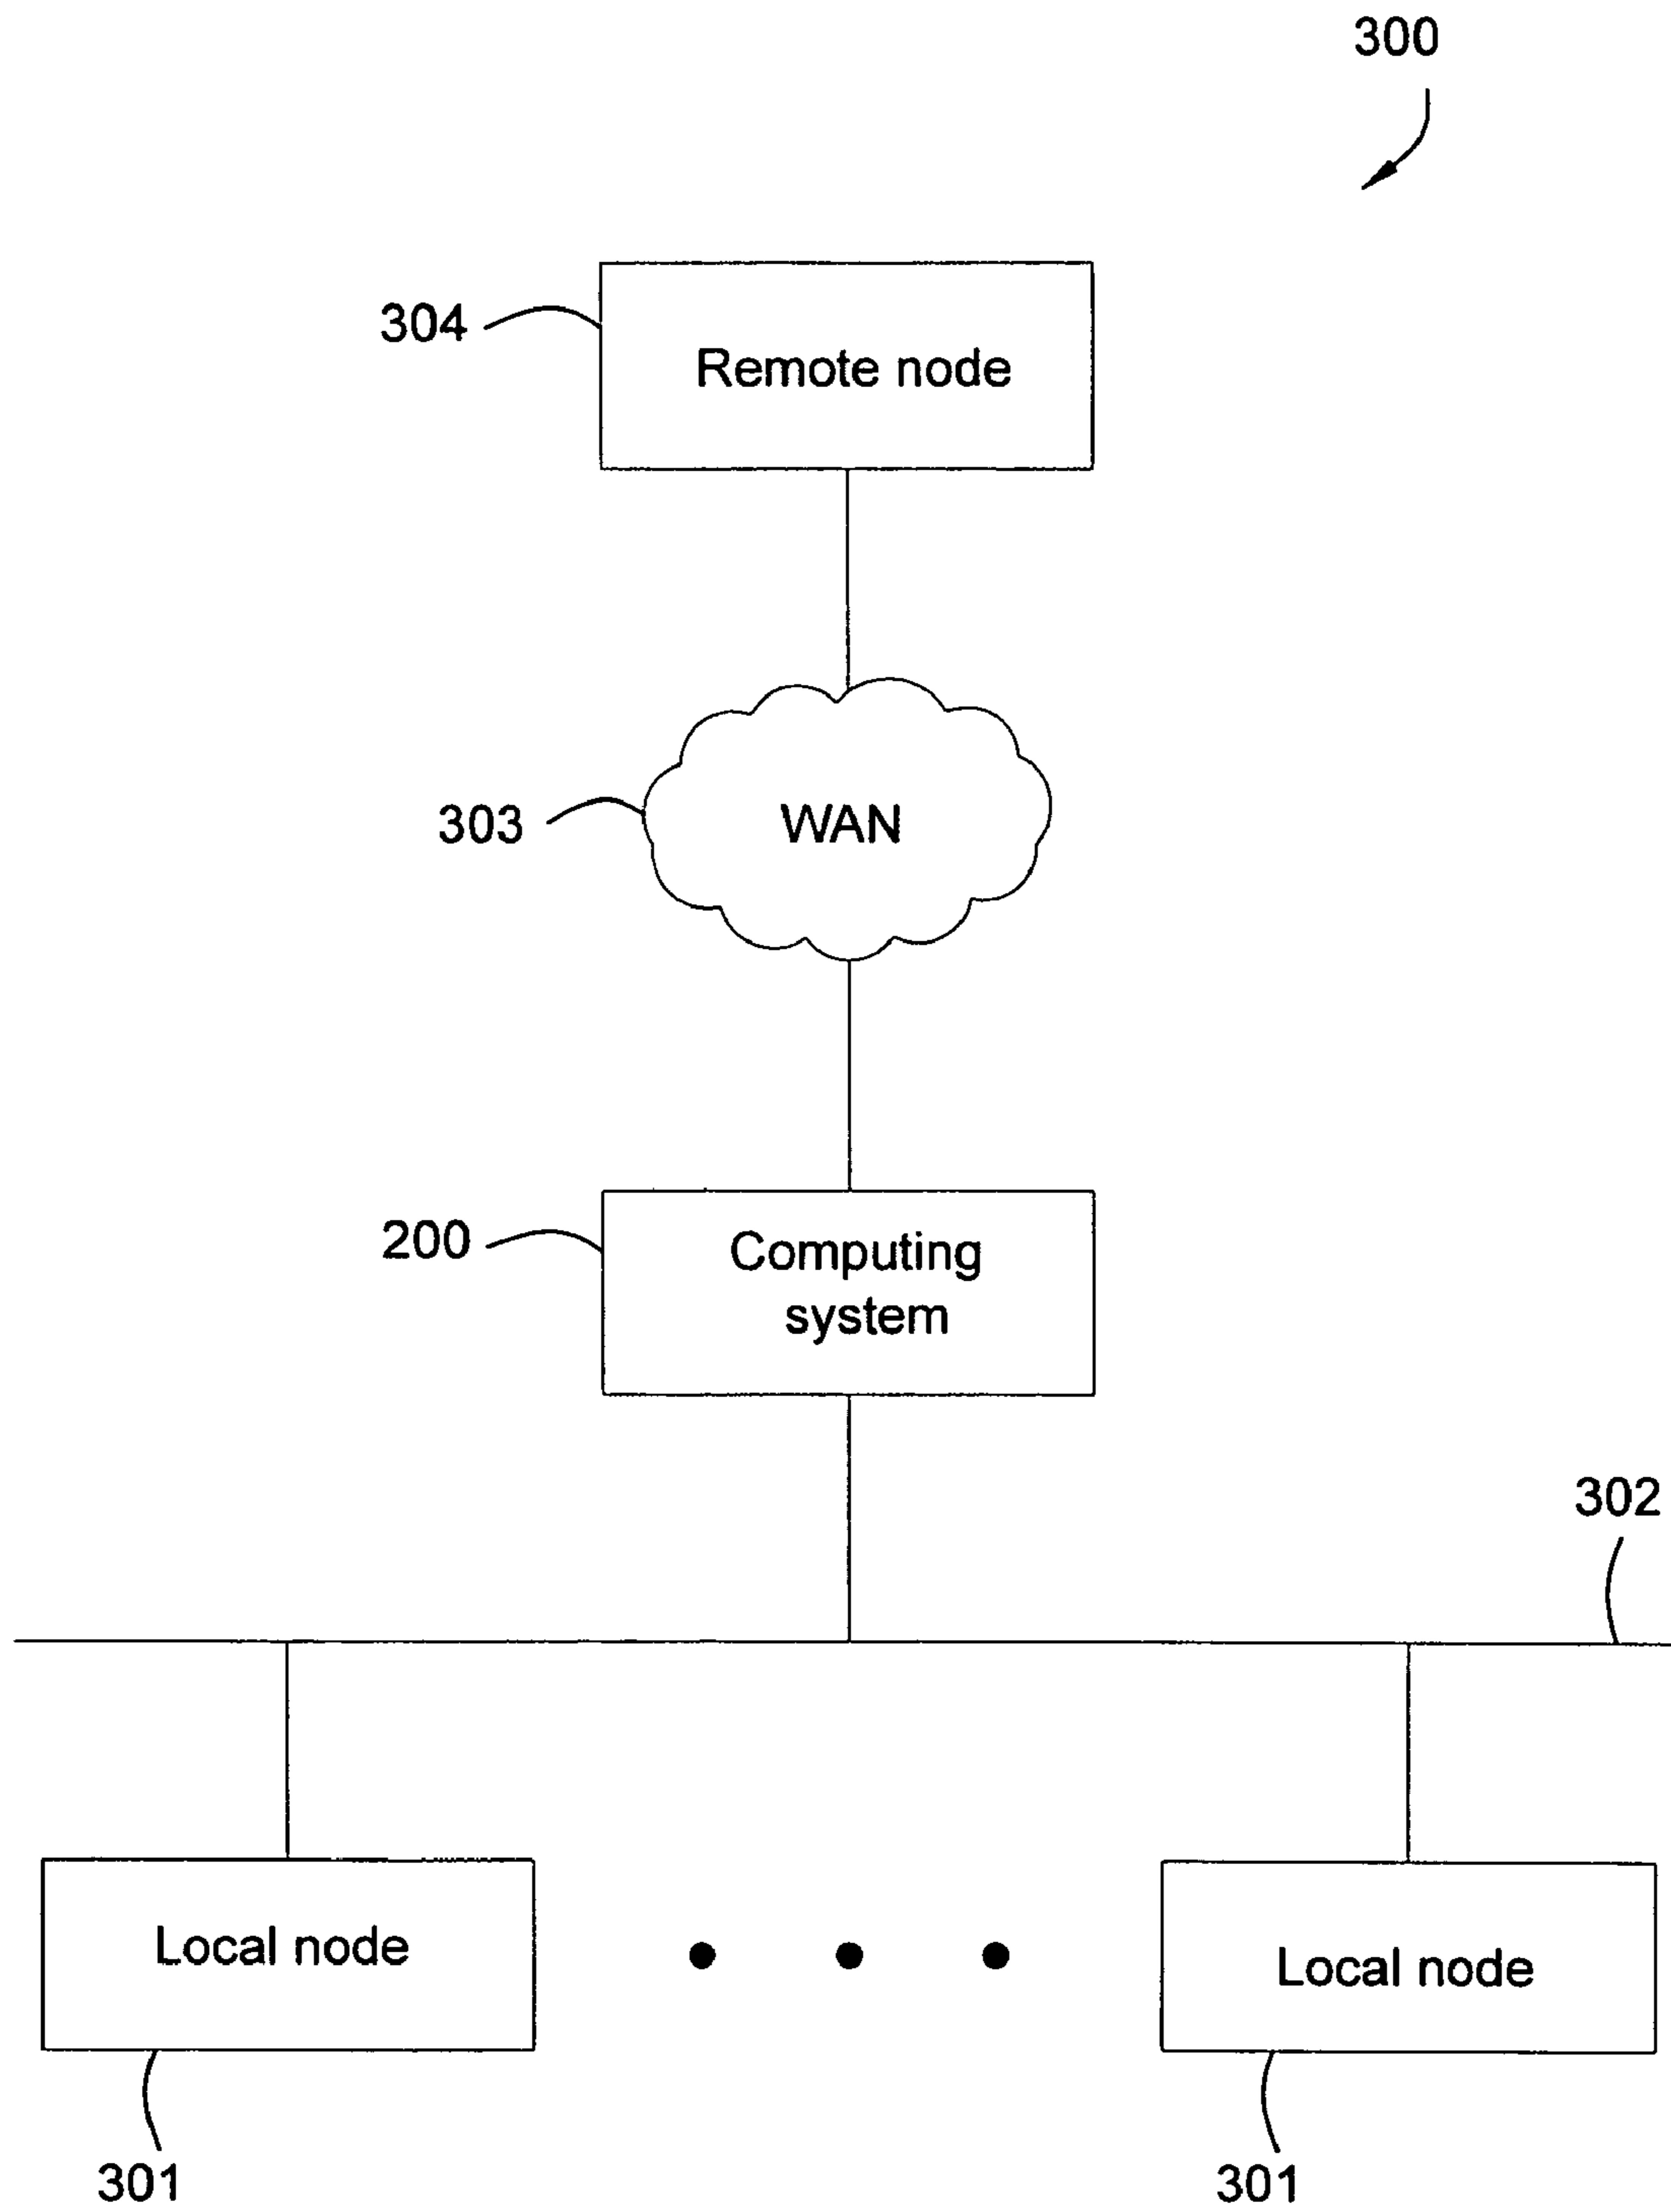 300
304
Remote node
303
WAN
200
Computing
system
302
Local node
Local node
301
301